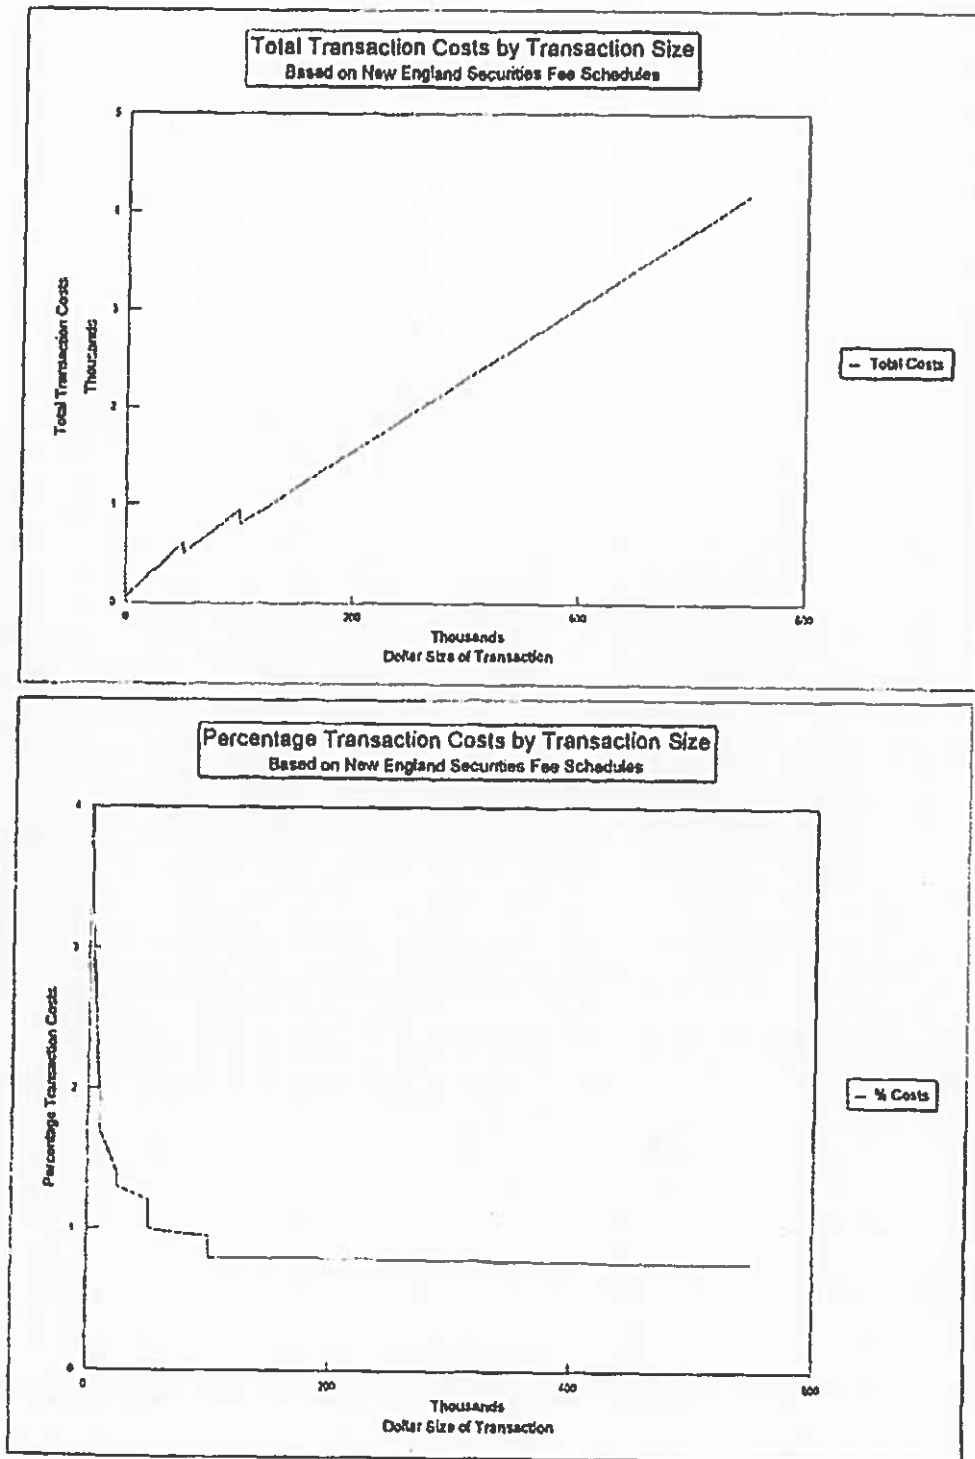 Total Transaction Costs by Transaction Size
Based on New England Securities Fee Schedules
5
4
3
2
1
0
Total Transaction Costs
Thousands
0 200 400 600
Thousands
Dollar Size of Transaction
Total Costs
Percentage Transaction Costs by Transaction Size
Based on New England Securities Fee Schedules
4
3
2
1
0
Percentage Transaction Costs
0 200 400 600
Thousands
Dollar Size of Transaction
% Costs